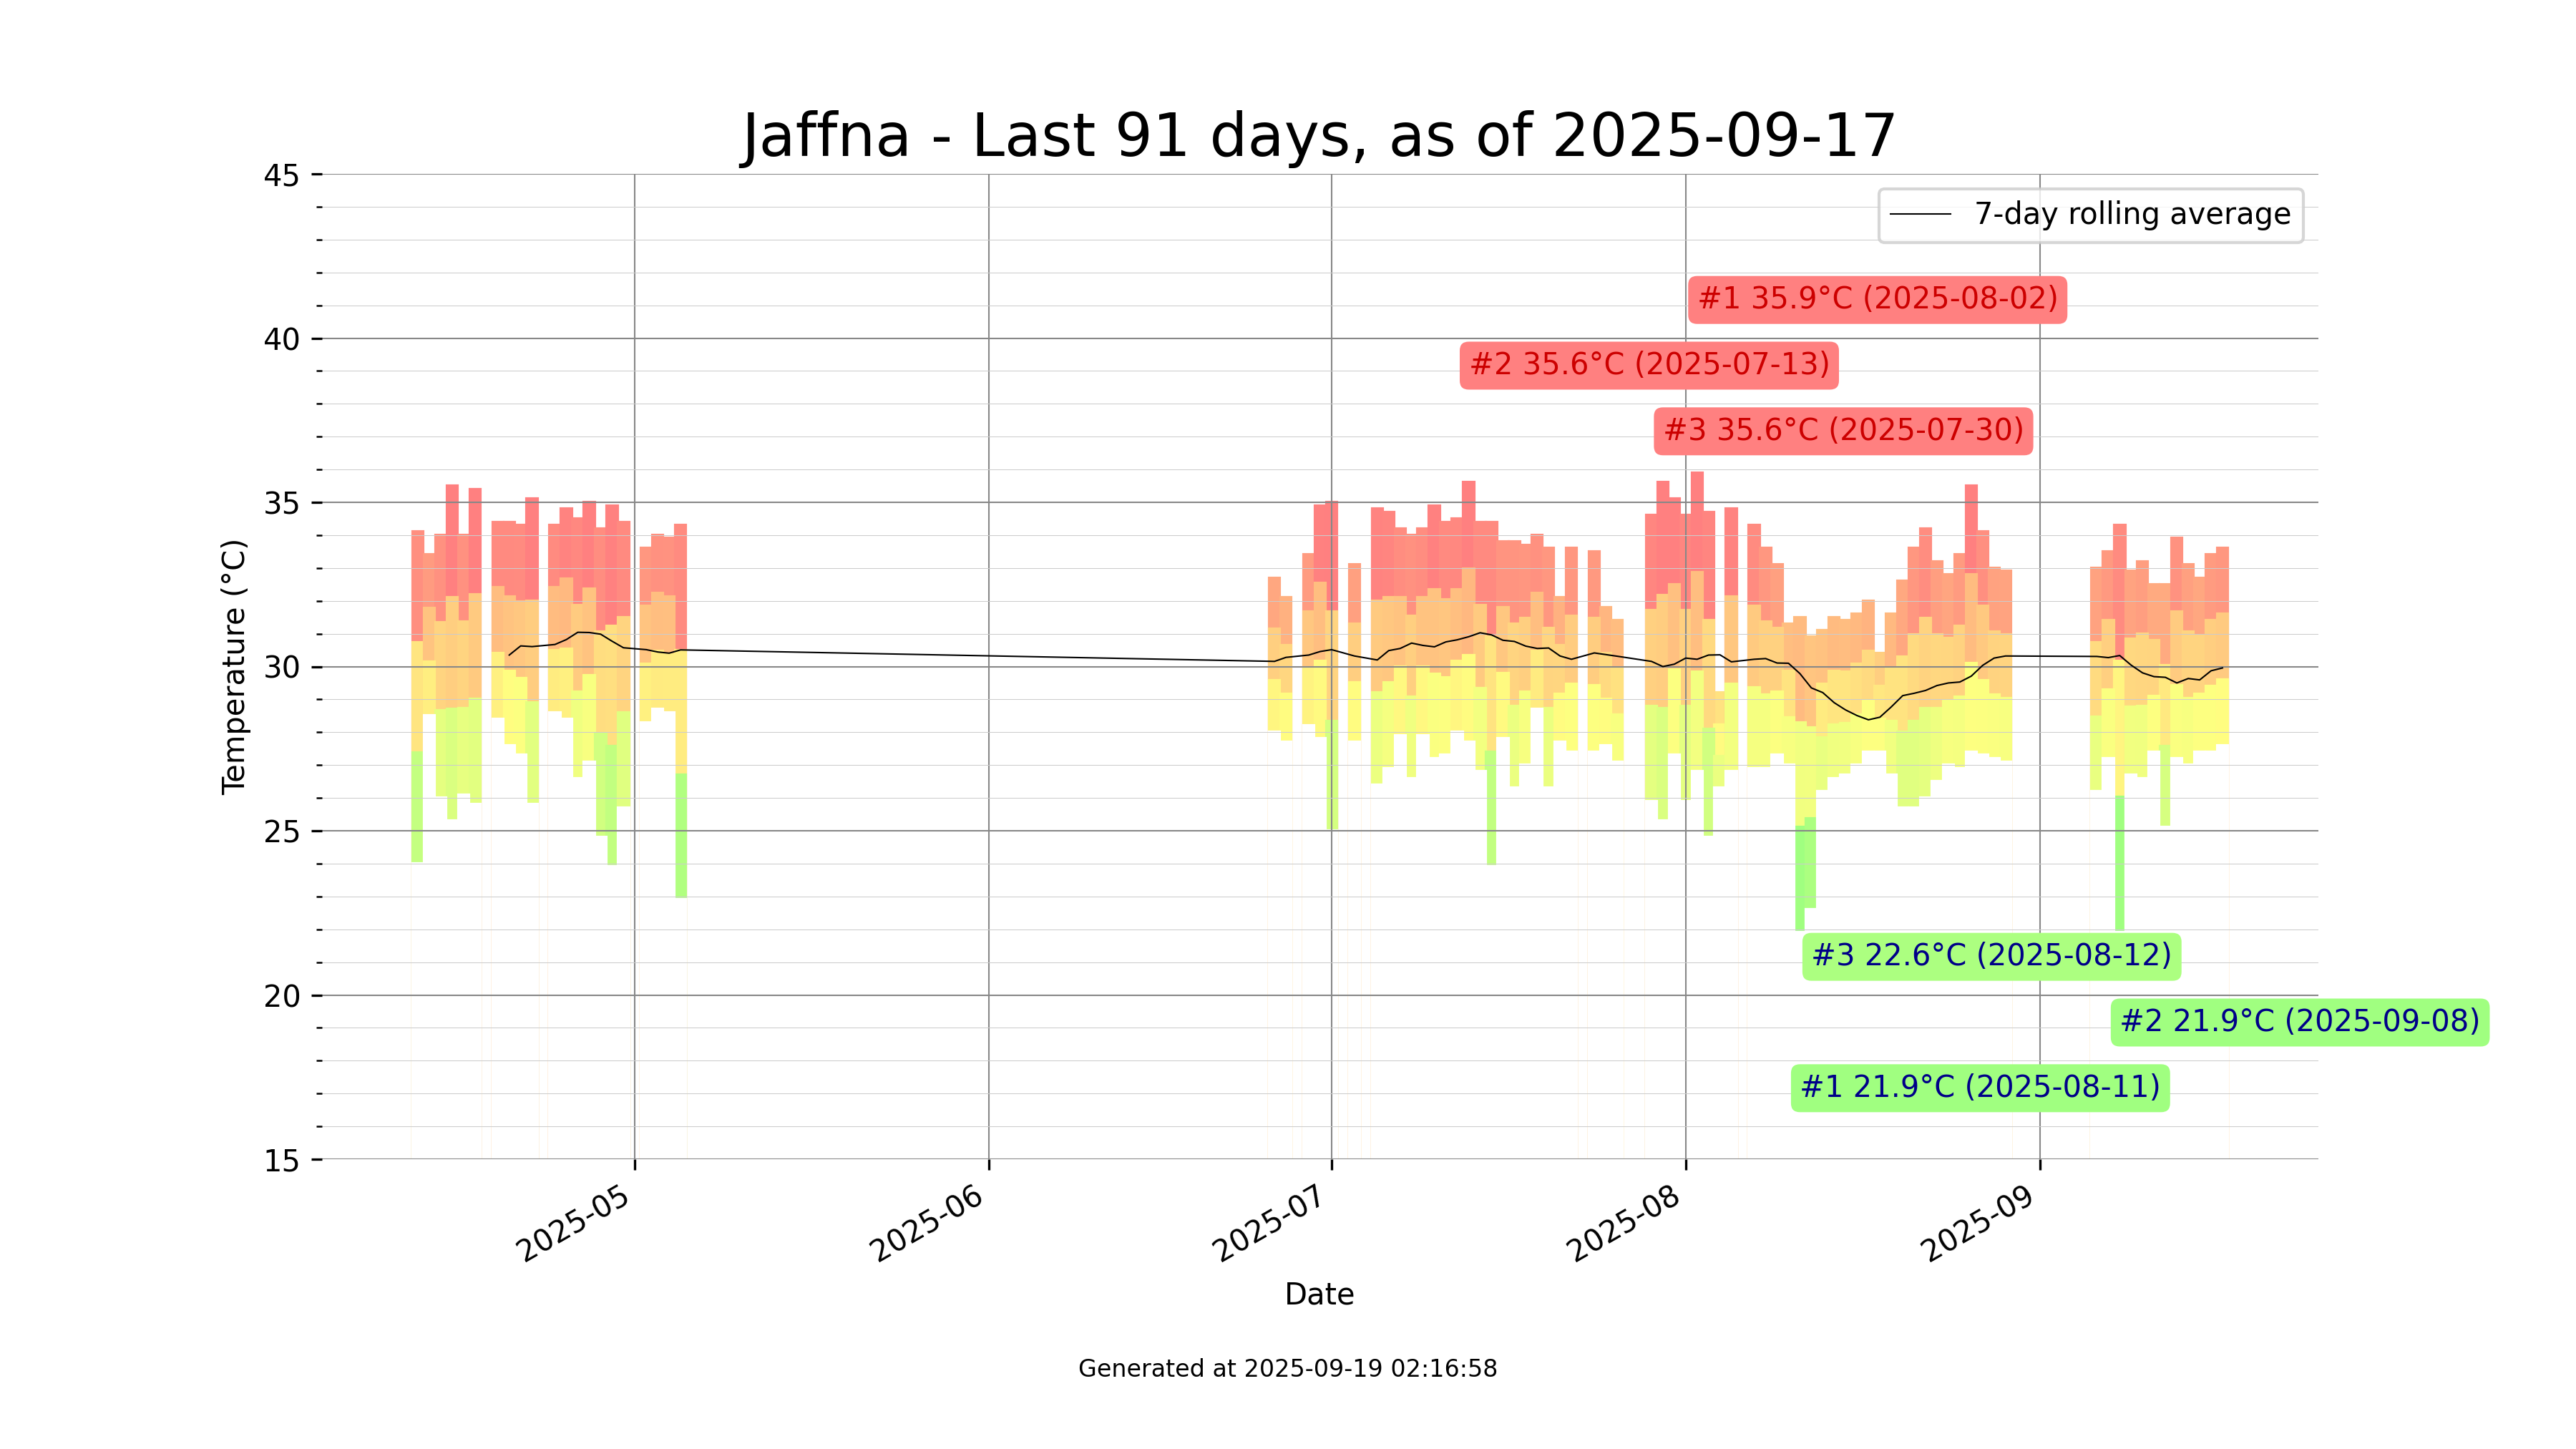 Jaffna - Last 91 days, as of 2025-09-17
45
40
35
30
25
20
15
Temperature (°C)
7-day rolling average
#1 35.9°C (2025-08-02)
#2 35.6°C (2025-07-13)
#3 35.6°C (2025-07-30)
#3 22.6°C (2025-08-12)
#2 21.9°C (2025-09-08)
#1 21.9°C (2025-08-11)
2025-05
2025-06
2025-07
2025-08
2025-09
Date
Generated at 2025-09-19 02:16:58